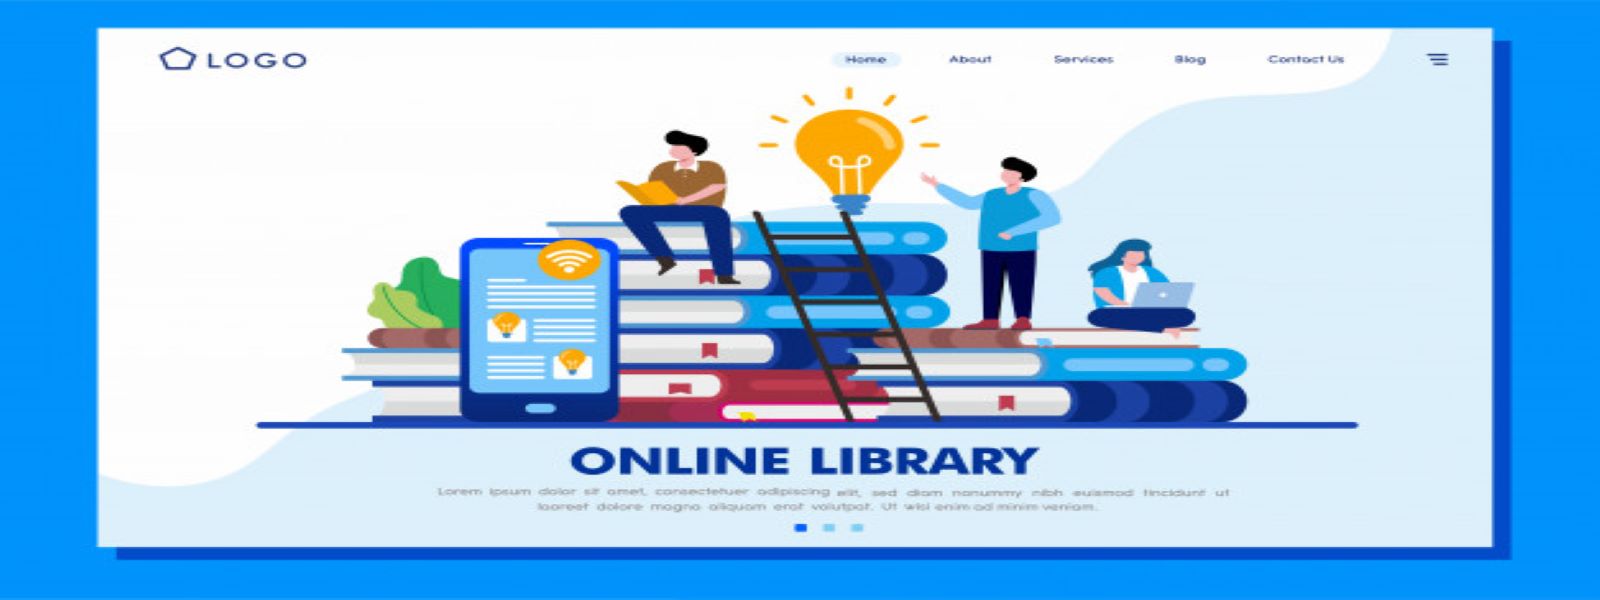 LOGO
Home About Services Blog Contact Us
ONLINE LIBRARY
Lorem ipsum dolor sit amet, consectetuer adipiscing elit, sed diam nonummy nibh euismod tincidunt ut
laoreet dolore magna aliquam erat volutpat. Ut wisi enim ad minim veniam.